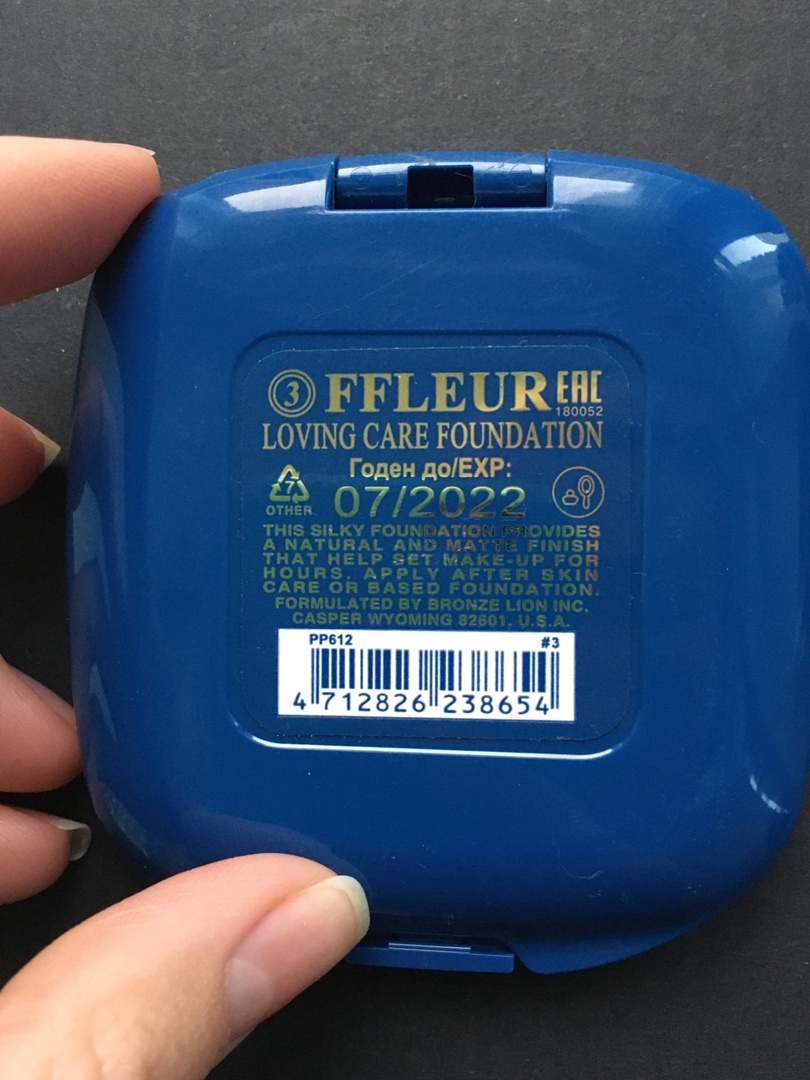 3 FFLEUR EAC
180052
LOVING CARE FOUNDATION
Годен до/EXP:
7
OTHER
07/2022
THIS SILKY FOUNDATION PROVIDES
A NATURAL AND MATTE FINISH
THAT HELP SET MAKE-UP FOR
HOURS. APPLY AFTER SKIN
CARE OR BASED FOUNDATION.
FORMULATED BY BRONZE LION INC.
CASPER WYOMING 82601, U.S.A.
PP612 #3
4 712826 238654